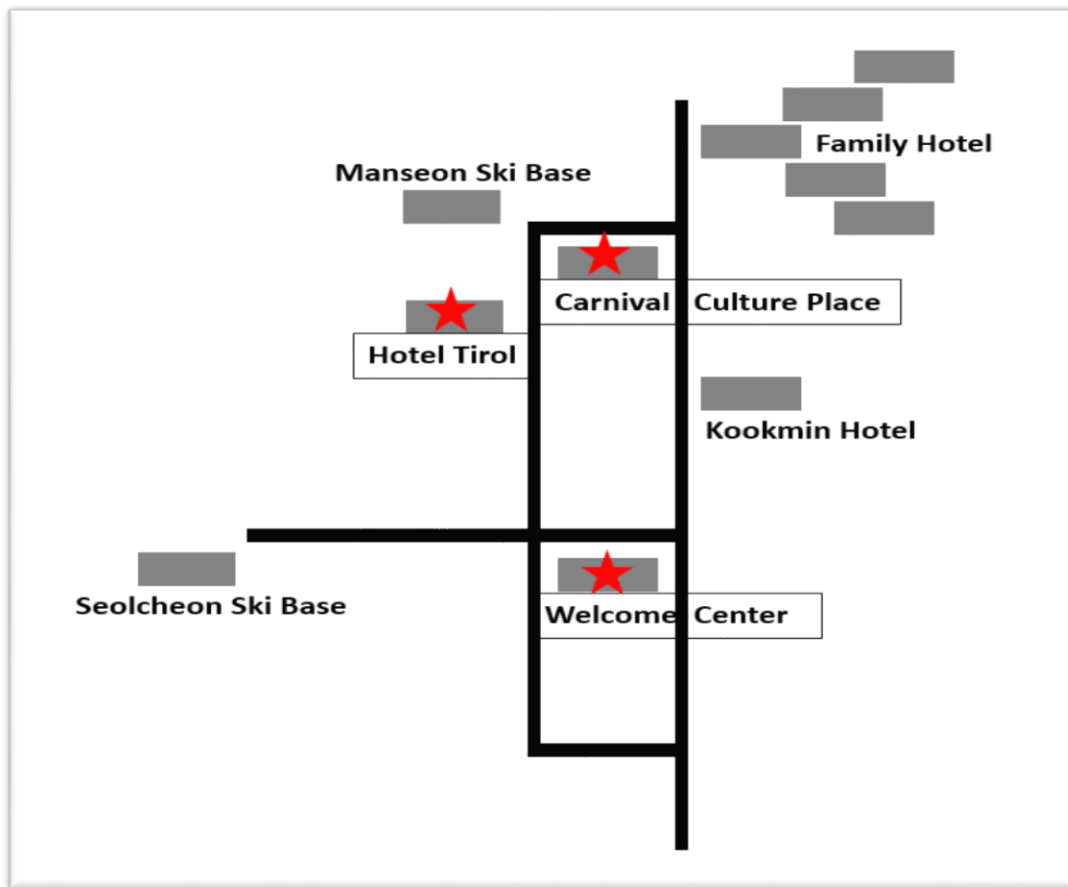 Family Hotel
Manseon Ski Base
Carnival Culture Place
Hotel Tirol
Kookmin Hotel
Seolcheon Ski Base
Welcome Center